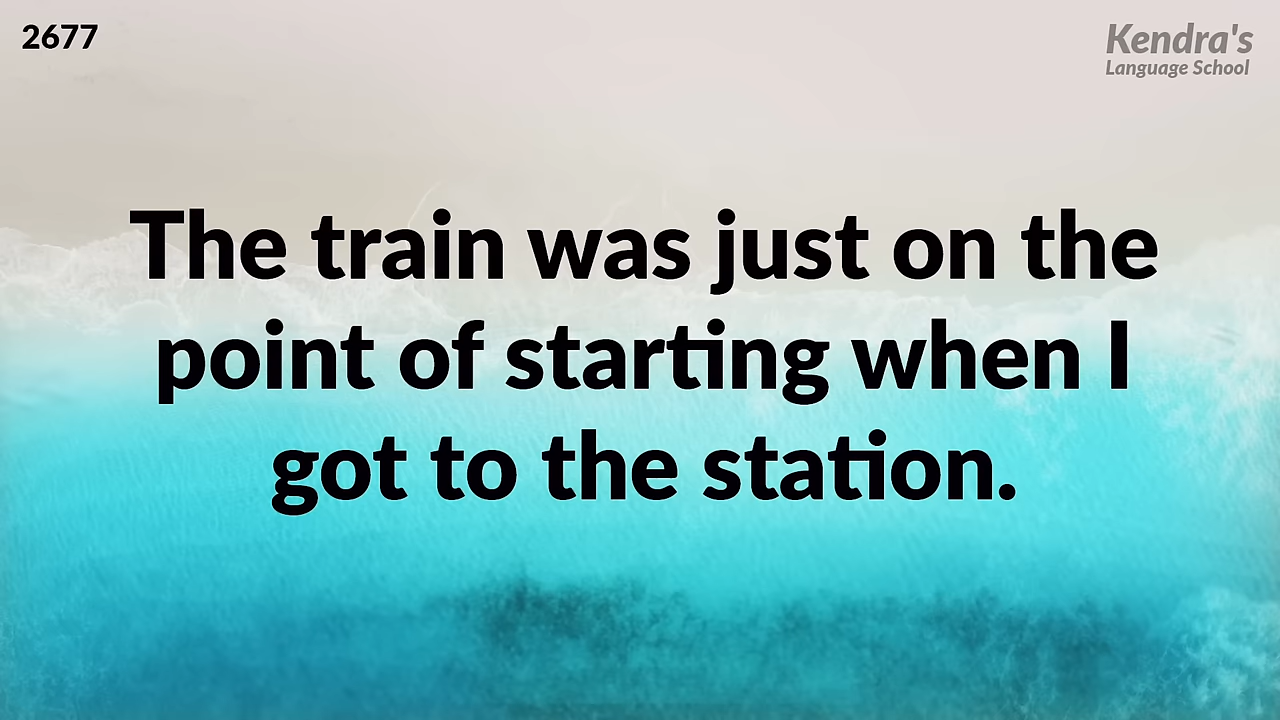 2677
Kendra's
Language School
The train was just on the
point of starting when I
got to the station.